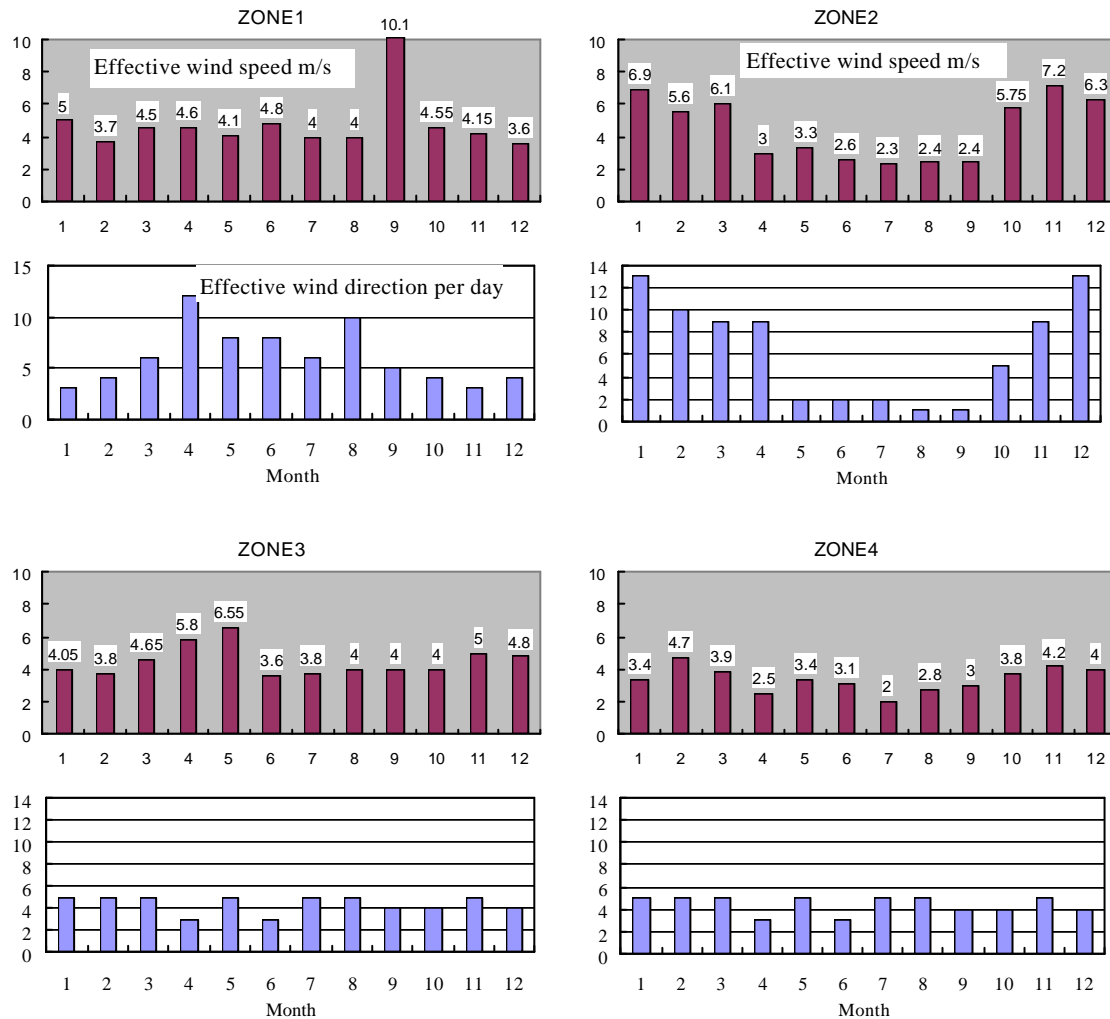 ZONE1
10.1
10
Effective wind speed m/s
8
6
5 3.7 4.5 4.6 4.1 4.8 4 4 4.55 4.15 3.6
4
2
0
1 2 3 4 5 6 7 8 9 10 11 12
15
Effective wind direction per day
10
5
0
1 2 3 4 5 6 7 8 9 10 11 12
Month
ZONE2
10
Effective wind speed m/s
8
6.9 5.6 6.1 3 3.3 2.6 2.3 2.4 2.4 5.75 7.2 6.3
6
4
2
0
1 2 3 4 5 6 7 8 9 10 11 12
14
12
10
8
6
4
2
0
1 2 3 4 5 6 7 8 9 10 11 12
Month
ZONE3
10
8
6
4.05 3.8 4.65 5.8 6.55 3.6 3.8 4 4 4 5 4.8
4
2
0
1 2 3 4 5 6 7 8 9 10 11 12
14
12
10
8
6
4
2
0
1 2 3 4 5 6 7 8 9 10 11 12
Month
ZONE4
10
8
6
3.4 4.7 3.9 2.5 3.4 3.1 2 2.8 3 3.8 4.2 4
4
2
0
1 2 3 4 5 6 7 8 9 10 11 12
14
12
10
8
6
4
2
0
1 2 3 4 5 6 7 8 9 10 11 12
Month